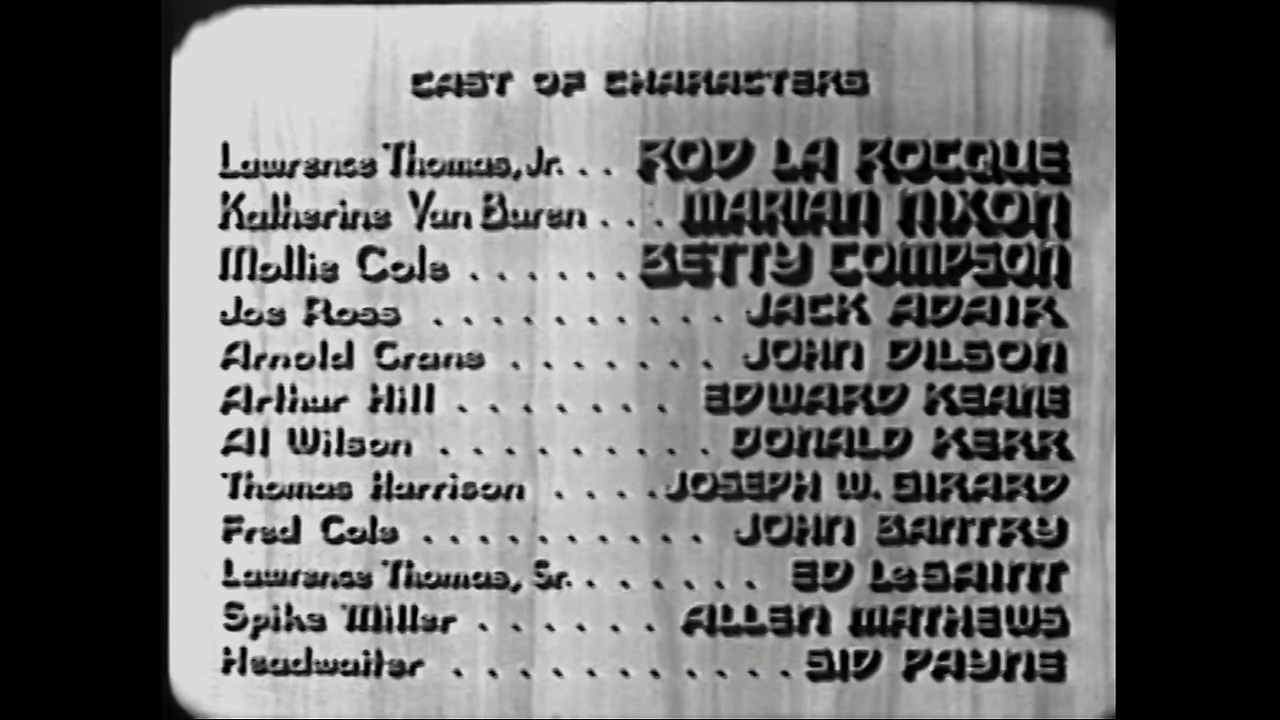 CAST OF CHARACTERS
Lawrence Thomas, Jr. . . ROD LA ROCQUE
Katherine Van Buren . . . MARIAN NIXON
Mollie Cole . . . . . . BETTY COMPSON
Joe Ross . . . . . . . . . . JACK ADAIR
Arnold Crane . . . . . . . JOHN DILSON
Arthur Hill . . . . . . . EDWARD KEANE
Al Wilson . . . . . . . . . . DONALD KERR
Thomas Harrison . . . . JOSEPH W. GIRARD
Fred Cole . . . . . . . . . . JOHN BANTRY
Lawrence Thomas, Sr. . . . . . . ED LeSAINT
Spike Miller . . . . . . ALLEN MATHEWS
Headwaiter . . . . . . . . . . . . SID PAYNE